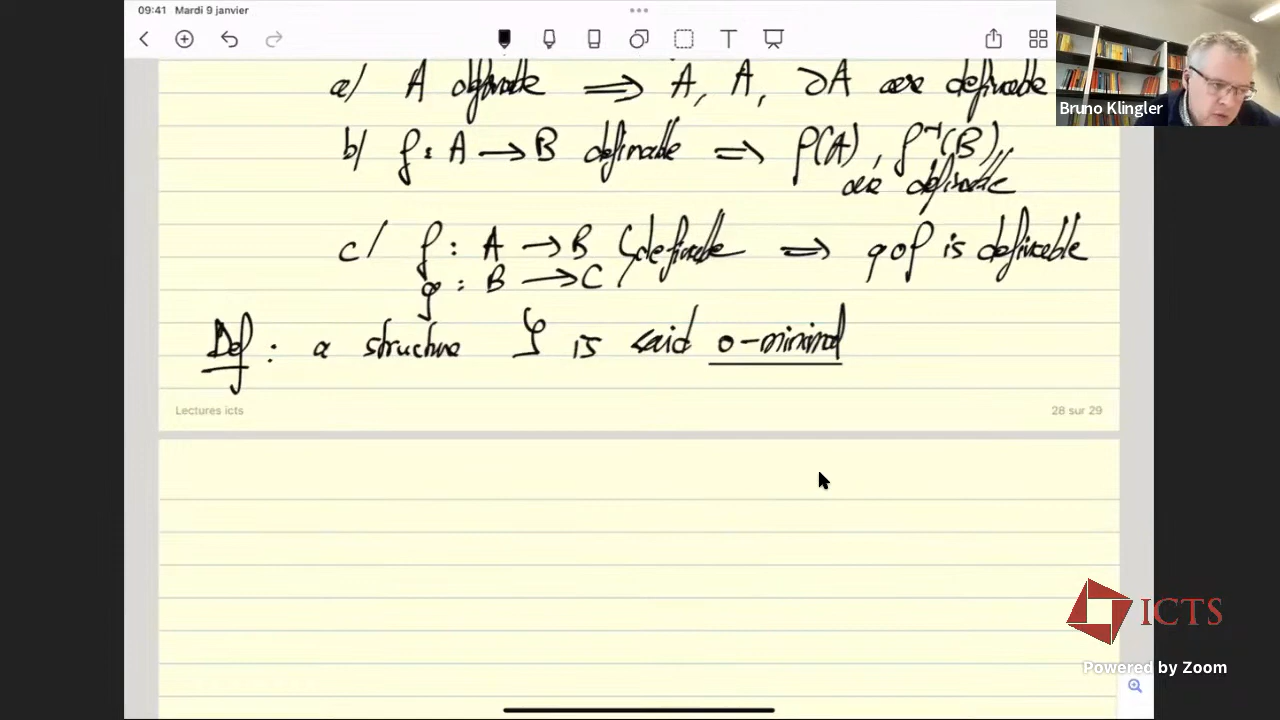 09:41 Mardi 9 janvier
Bruno Klingler
a/ A definable ⟹ Å, Ā, ∂A are definable
b/ f : A → B definable ⟹ f(A), f⁻¹(B),
are definable
c/ f : A → B } definable ⟹ g∘f is definable
g : B → C
Def : a structure S is said o-minimal
Lectures icts 28 sur 29
ICTS
Powered by Zoom